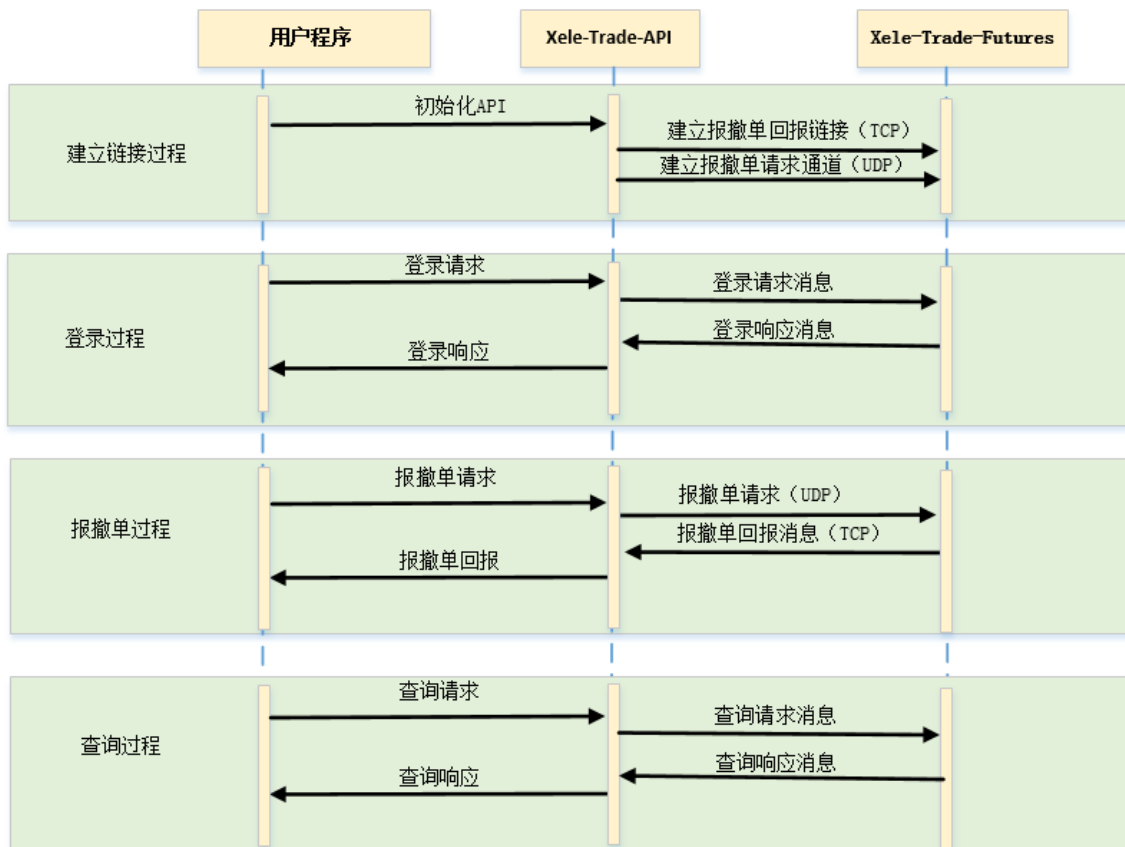 用户程序
Xele-Trade-API
Xele-Trade-Futures
初始化API
建立报撤单回报链接（TCP）
建立链接过程
建立报撤单请求通道（UDP）
登录请求
登录请求消息
登录过程
登录响应消息
登录响应
报撤单请求
报撤单请求（UDP）
报撤单过程
报撤单回报消息（TCP）
报撤单回报
查询请求
查询请求消息
查询过程
查询响应消息
查询响应